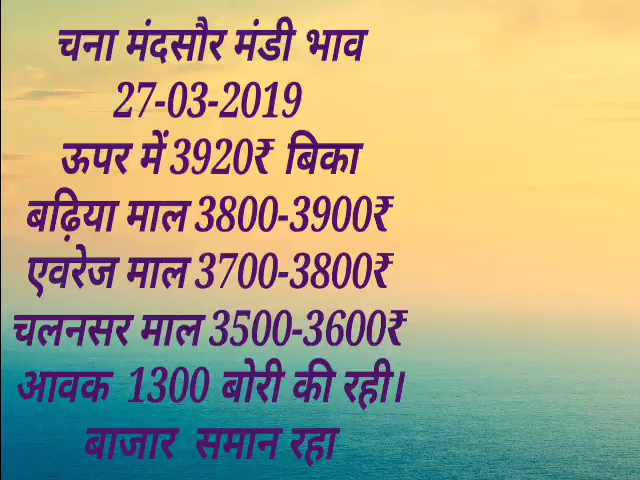 चना मंदसौर मंडी भाव
27-03-2019
ऊपर में 3920₹ बिका
बढ़िया माल 3800-3900₹
एवरेज माल 3700-3800₹
चलनसर माल 3500-3600₹
आवक 1300 बोरी की रही।
बाजार समान रहा